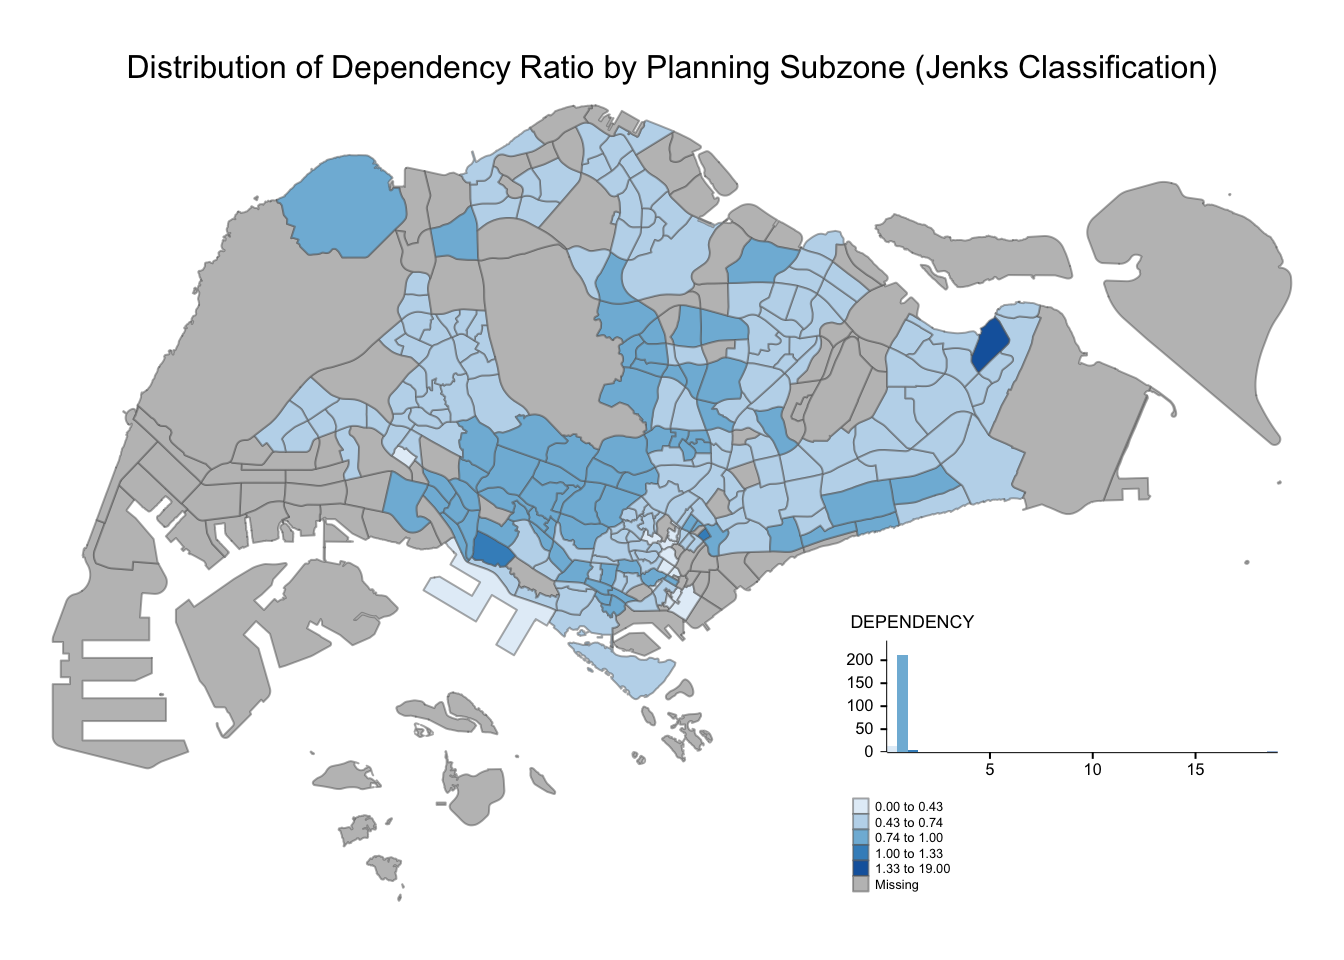 Distribution of Dependency Ratio by Planning Subzone (Jenks Classification)
DEPENDENCY
200
150
100
50
0
5 10 15
0.00 to 0.43
0.43 to 0.74
0.74 to 1.00
1.00 to 1.33
1.33 to 19.00
Missing